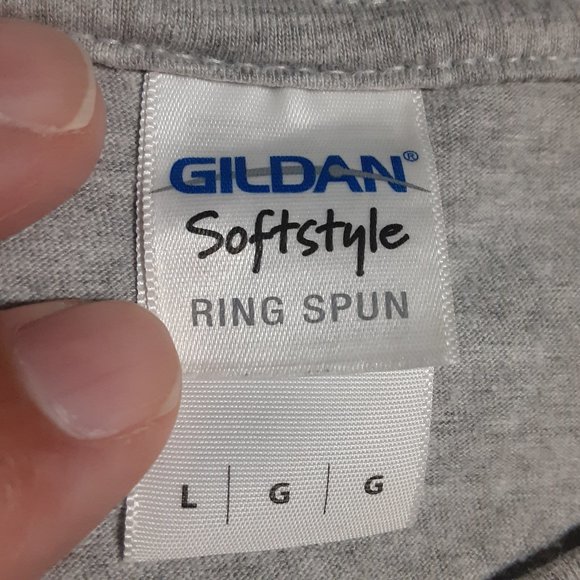 GILDAN®
Softstyle
RING SPUN
L | G | G